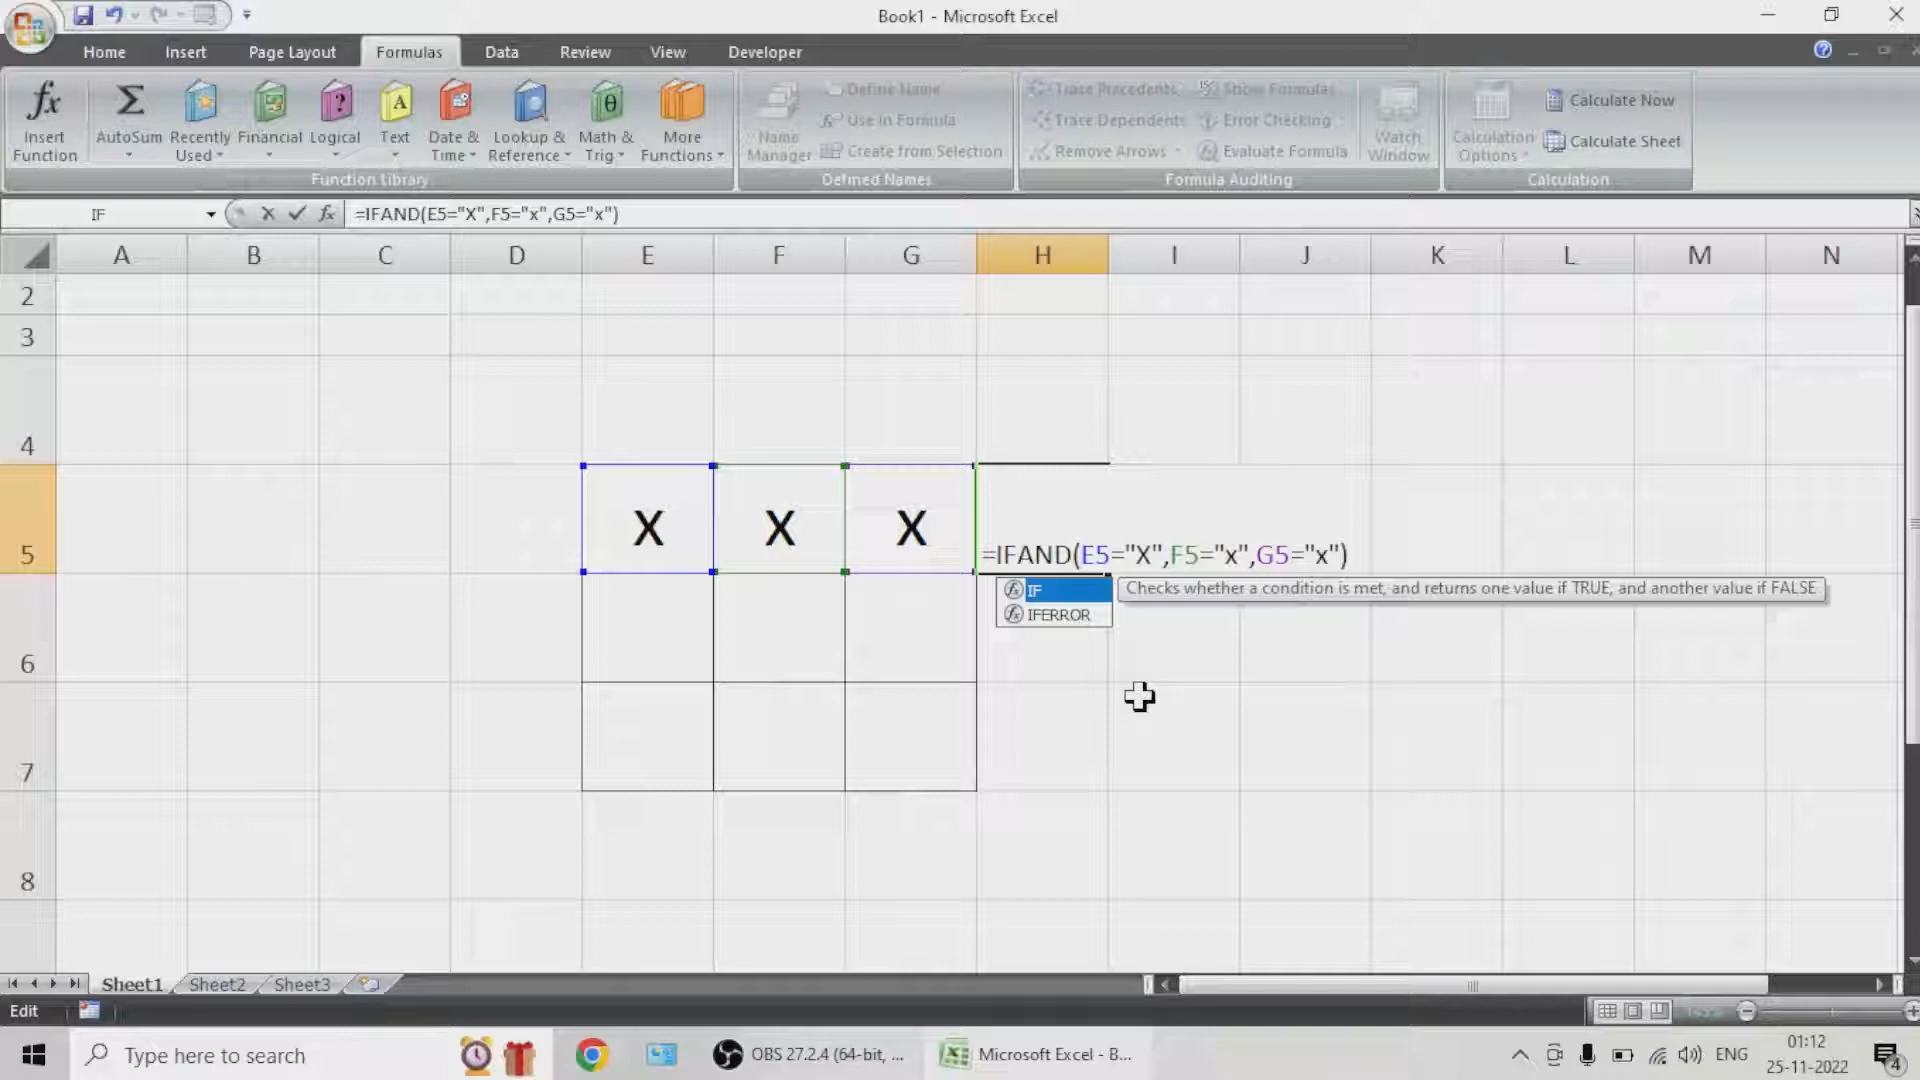 Book1 - Microsoft Excel
Home Insert Page Layout Formulas Data Review View Developer
Insert Function
AutoSum
Recently Used
Financial
Logical
Text
Date & Time
Lookup & Reference
Math & Trig
More Functions
Function Library
Name Manager
Define Name
Use in Formula
Create from Selection
Defined Names
Trace Precedents
Trace Dependents
Remove Arrows
Show Formulas
Error Checking
Evaluate Formula
Watch Window
Formula Auditing
Calculation Options
Calculate Now
Calculate Sheet
Calculation
IF
fx =IFAND(E5="X",F5="x",G5="x")
A B C D E F G H I J K L M N
2
3
4
5 X X X =IFAND(E5="X",F5="x",G5="x")
IF Checks whether a condition is met, and returns one value if TRUE, and another value if FALSE
IFERROR
6
7
8
Sheet1 Sheet2 Sheet3
Edit
Type here to search
OBS 27.2.4 (64-bit, ...
Microsoft Excel - B...
ENG
01:12
25-11-2022
4